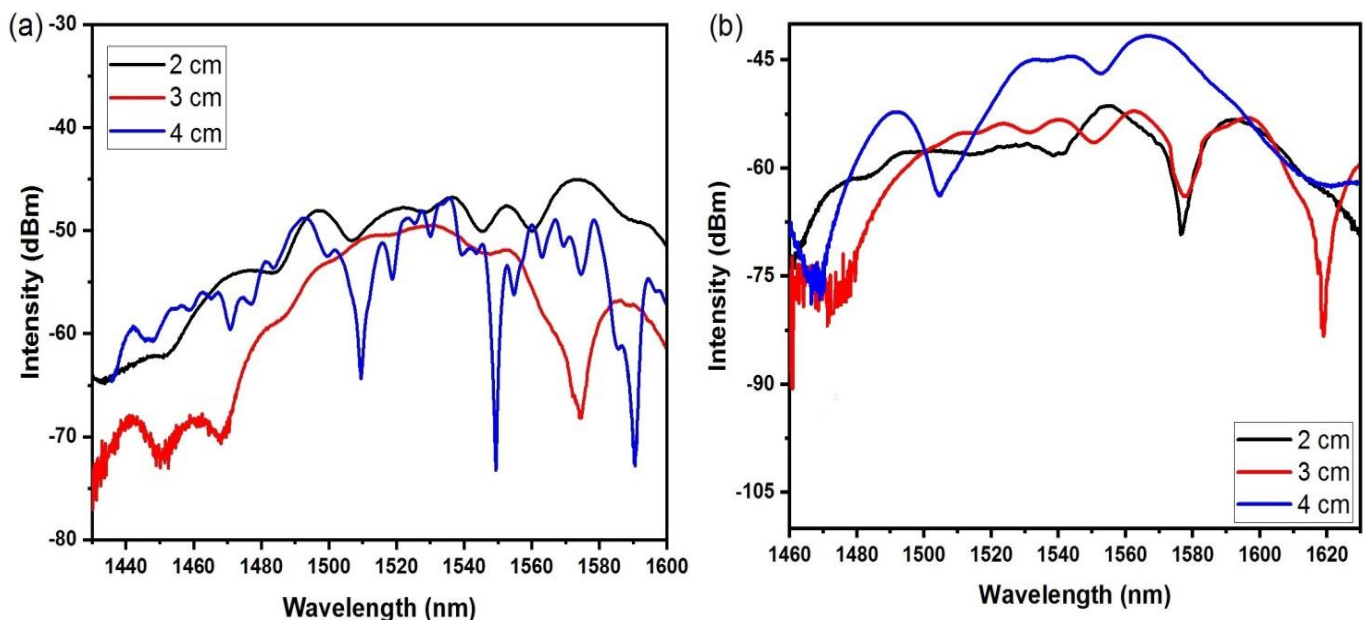 (a)
-30
-40
-50
-60
-70
-80
Intensity (dBm)
2 cm
3 cm
4 cm
1440 1460 1480 1500 1520 1540 1560 1580 1600
Wavelength (nm)
(b)
-45
-60
-75
-90
-105
Intensity (dBm)
2 cm
3 cm
4 cm
1460 1480 1500 1520 1540 1560 1580 1600 1620
Wavelength (nm)